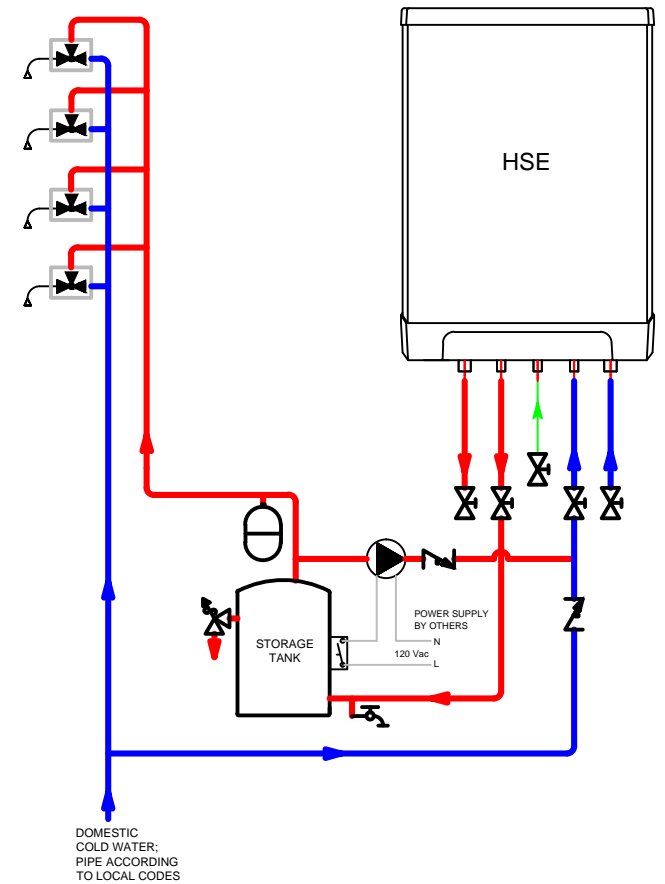 HSE
POWER SUPPLY
BY OTHERS
N
120 Vac
L
STORAGE
TANK
DOMESTIC
COLD WATER;
PIPE ACCORDING
TO LOCAL CODES